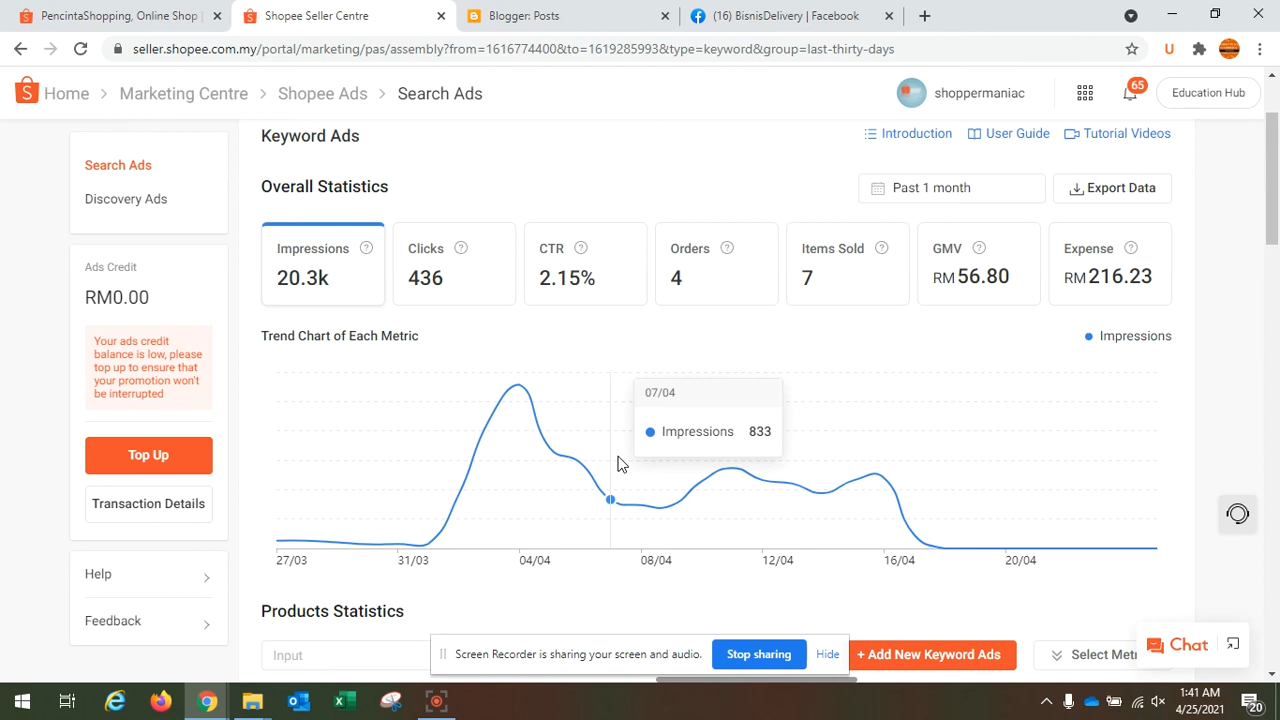 PencintaShopping, Online Shop |
Shopee Seller Centre
Blogger: Posts
(16) BisnisDelivery | Facebook
seller.shopee.com.my/portal/marketing/pas/assembly?from=1616774400&to=1619285993&type=keyword&group=last-thirty-days
U
S Home > Marketing Centre > Shopee Ads > Search Ads
shoppermaniac
65
Education Hub
Search Ads
Discovery Ads
Ads Credit
RM0.00
Your ads credit
balance is low, please
top up to ensure that
your promotion won't
be interrupted
Top Up
Transaction Details
Help
Feedback
Keyword Ads
Introduction
User Guide
Tutorial Videos
Overall Statistics
Past 1 month
Export Data
Impressions
20.3k
Clicks
436
CTR
2.15%
Orders
4
Items Sold
7
GMV
RM 56.80
Expense
RM 216.23
Trend Chart of Each Metric
Impressions
07/04
Impressions 833
27/03 31/03 04/04 08/04 12/04 16/04 20/04
Products Statistics
Input
+ Add New Keyword Ads
Select Metr
Screen Recorder is sharing your screen and audio.
Stop sharing
Hide
Chat
1:41 AM
4/25/2021
20